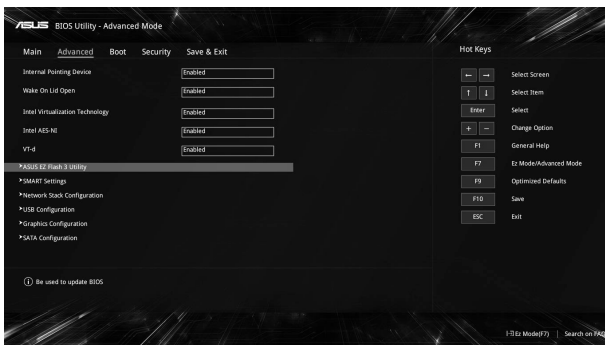 ASUS BIOS Utility - Advanced Mode
Main Advanced Boot Security Save & Exit
Internal Pointing Device Enabled
Wake On Lid Open Enabled
Intel Virtualization Technology Enabled
Intel AES-NI Enabled
VT-d Enabled
ASUS EZ Flash 3 Utility
SMART Settings
Network Stack Configuration
USB Configuration
Graphics Configuration
SATA Configuration
Be used to update BIOS
Hot Keys
← → Select Screen
↑ ↓ Select Item
Enter Select
+ − Change Option
F1 General Help
F7 Ez Mode/Advanced Mode
F9 Optimized Defaults
F10 Save
ESC Exit
Ez Mode(F7) | Search on FAQ